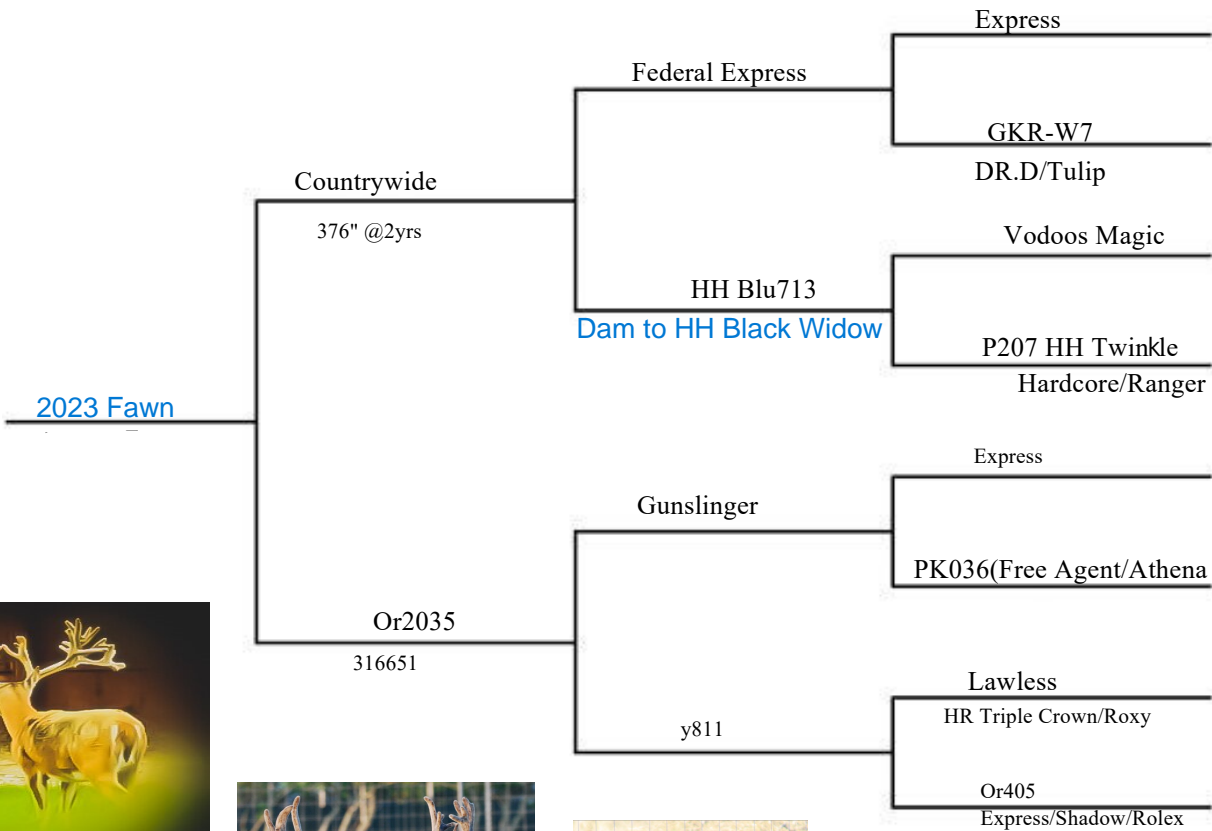 Express
Federal Express
GKR-W7
DR.D/Tulip
Countrywide
376" @2yrs
Vodoos Magic
HH Blu713
Dam to HH Black Widow
P207 HH Twinkle
Hardcore/Ranger
2023 Fawn
Express
Gunslinger
PK036(Free Agent/Athena
Or2035
316651
Lawless
HR Triple Crown/Roxy
y811
Or405
Express/Shadow/Rolex